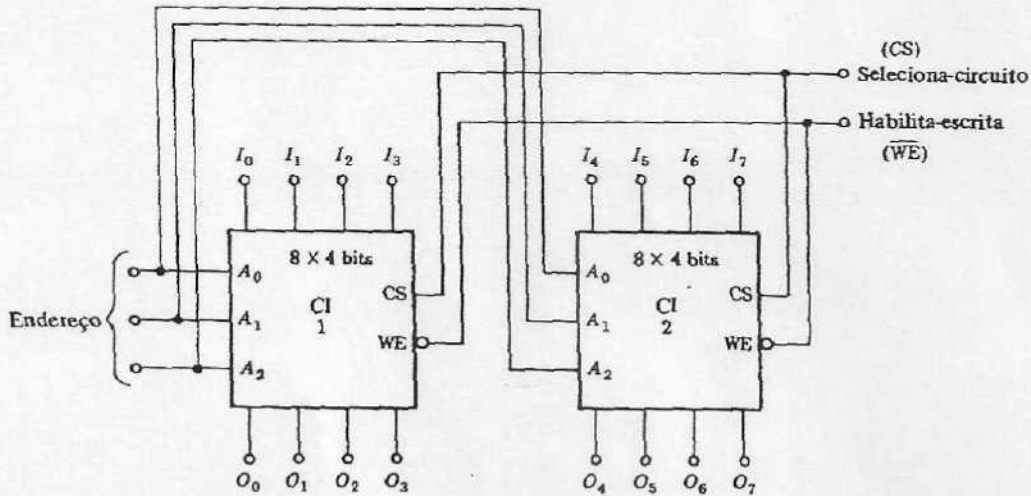 (CS)
Seleciona-circuito
Habilita-escrita
(WE)
I₀ I₁ I₂ I₃
I₄ I₅ I₆ I₇
8 × 4 bits
8 × 4 bits
Endereço
A₀
A₁
A₂
CI
1
CS
WE
A₀
A₁
A₂
CI
2
CS
WE
O₀ O₁ O₂ O₃
O₄ O₅ O₆ O₇